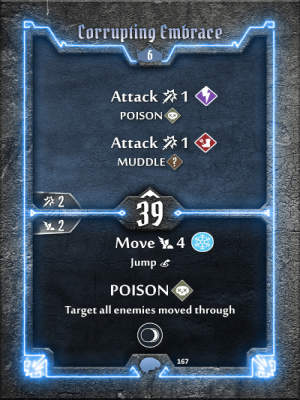 Corrupting Embrace
6
Attack 1
POISON
Attack 1
MUDDLE ?
2
39
2
Move 4
Jump
POISON
Target all enemies moved through
167